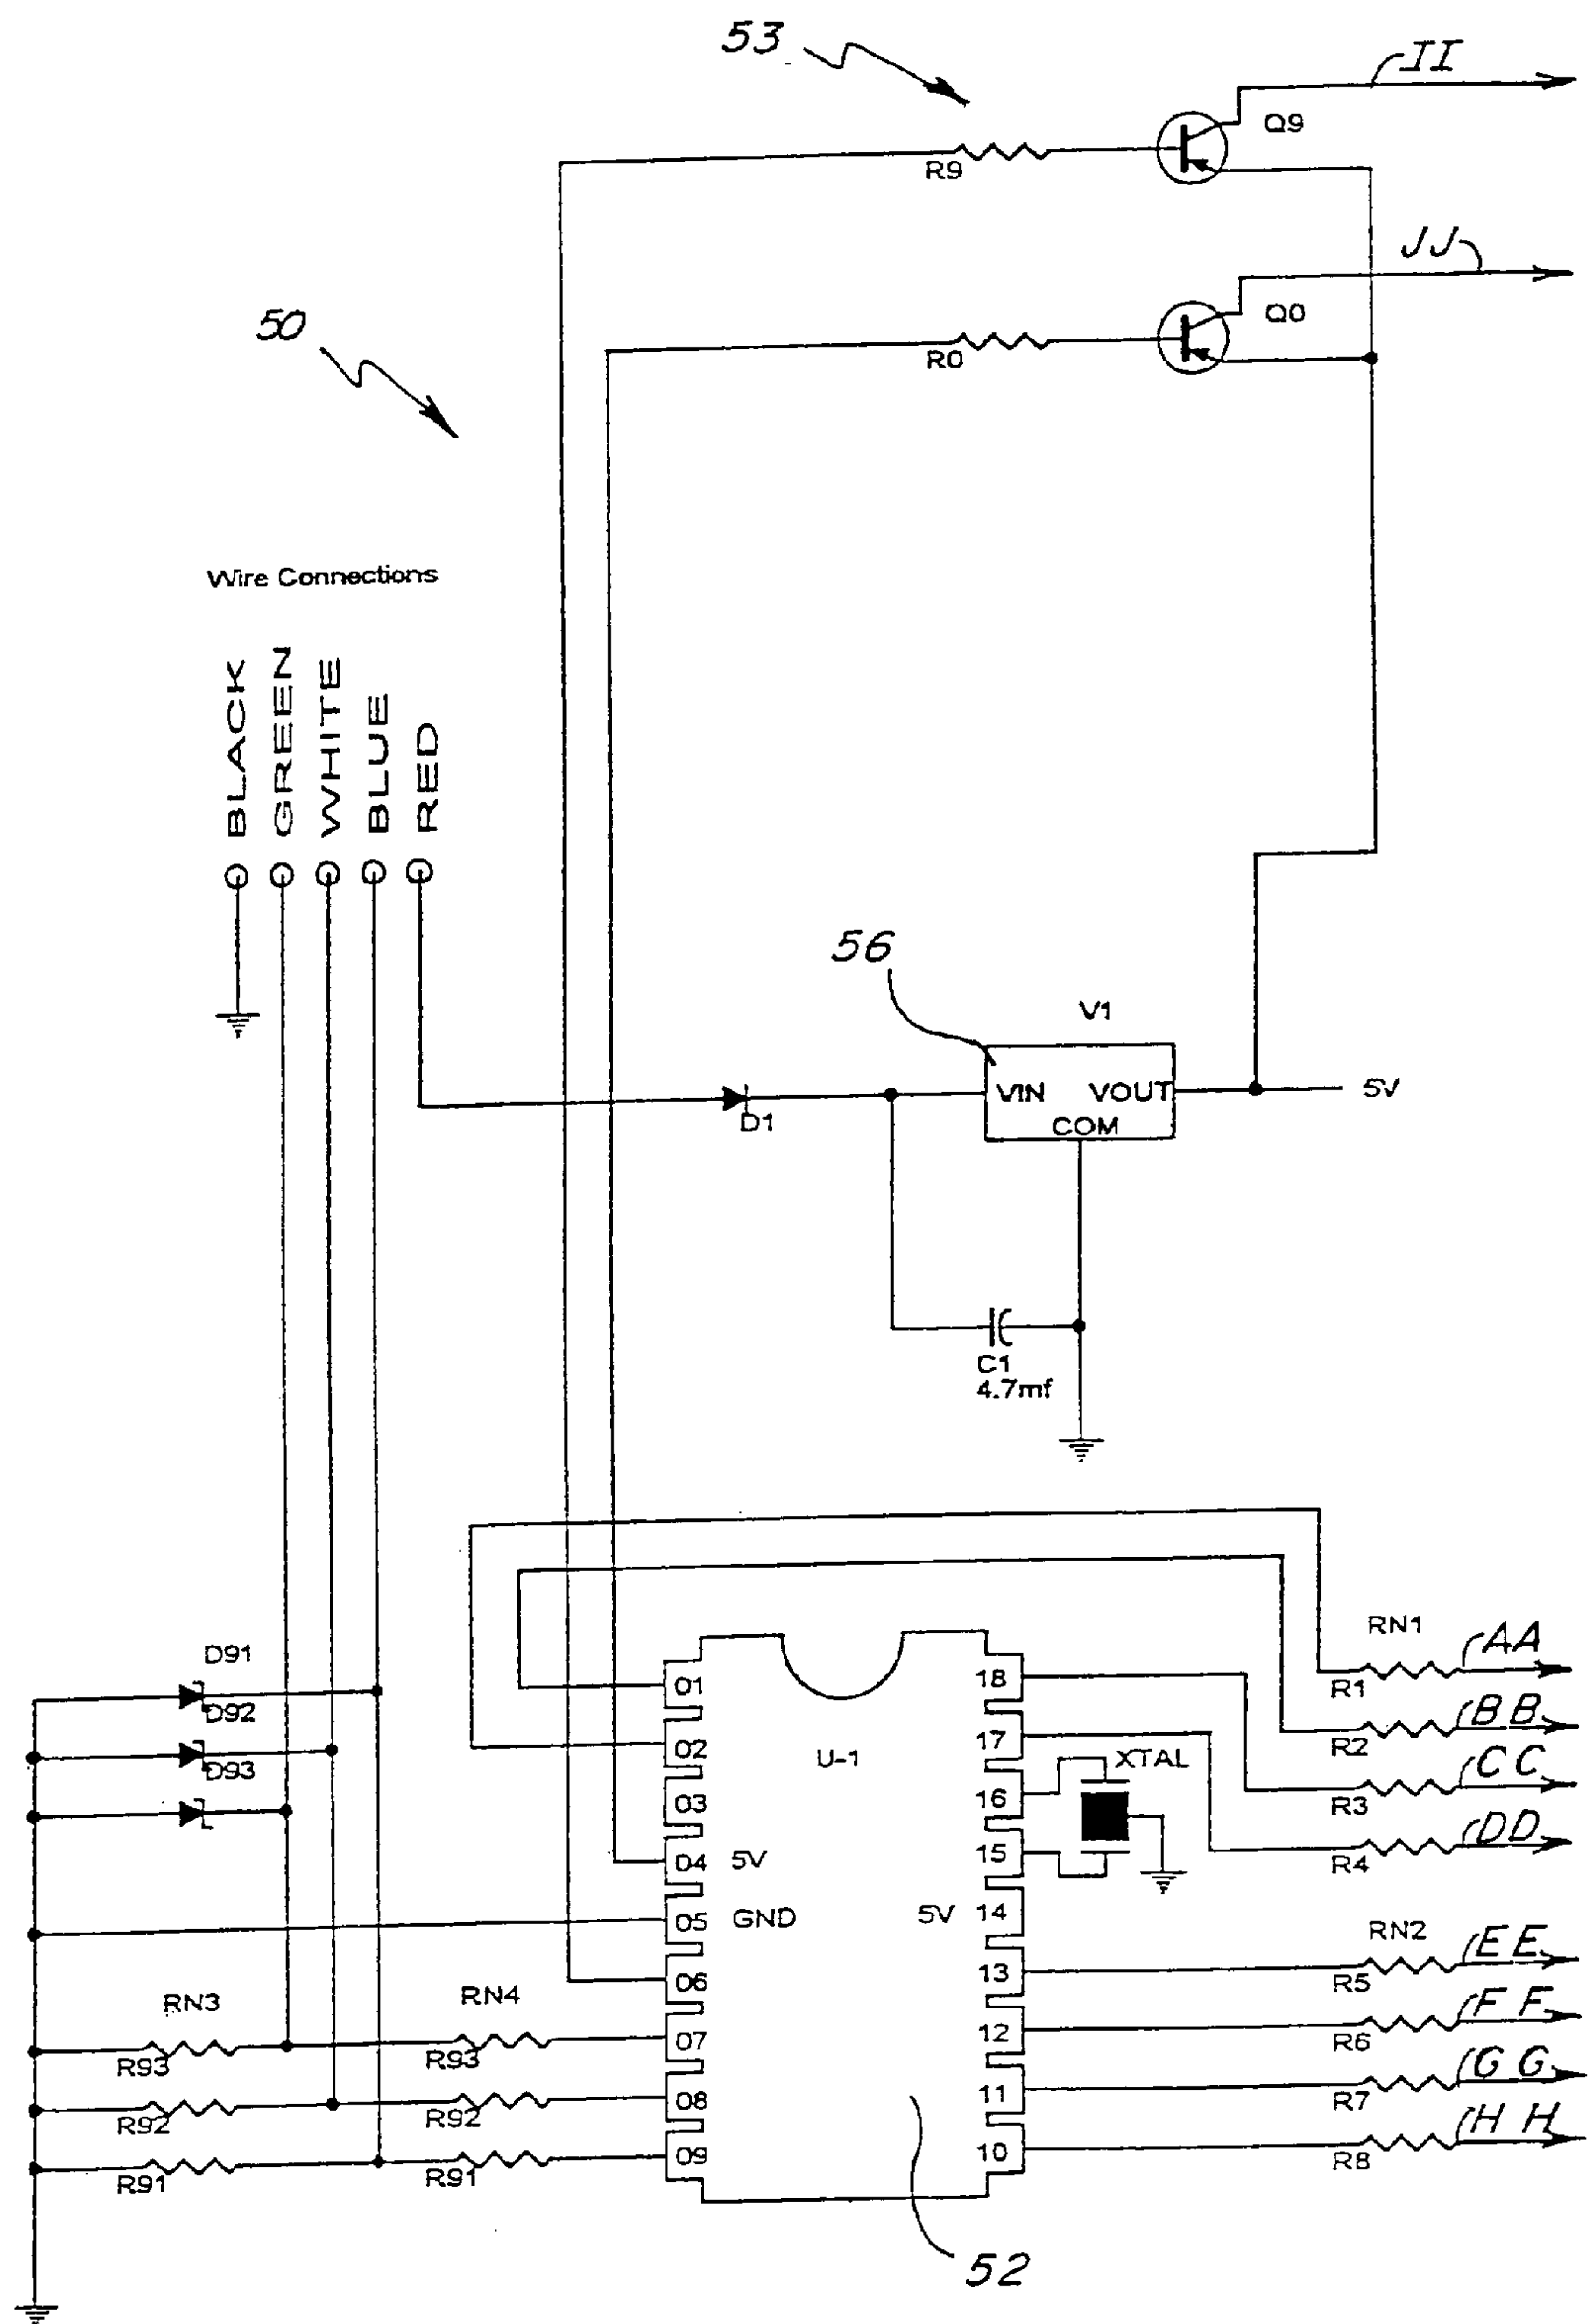 53
II
Q9
R9
JJ
50
Q0
R0
Wire Connections
BLACK
GREEN
WHITE
BLUE
RED
56
V1
VIN VOUT
COM
5V
D1
C1
4.7mf
D91
D92
D93
RN1
AA
R1
BB
R2
CC
R3
DD
R4
01
02
03
04
05
06
07
08
09
5V
GND
U-1
5V
18
17
16
15
14
13
12
11
10
XTAL
RN2
EE
R5
FF
R6
GG
R7
HH
R8
RN3
RN4
R93
R93
R92
R92
R91
R91
52